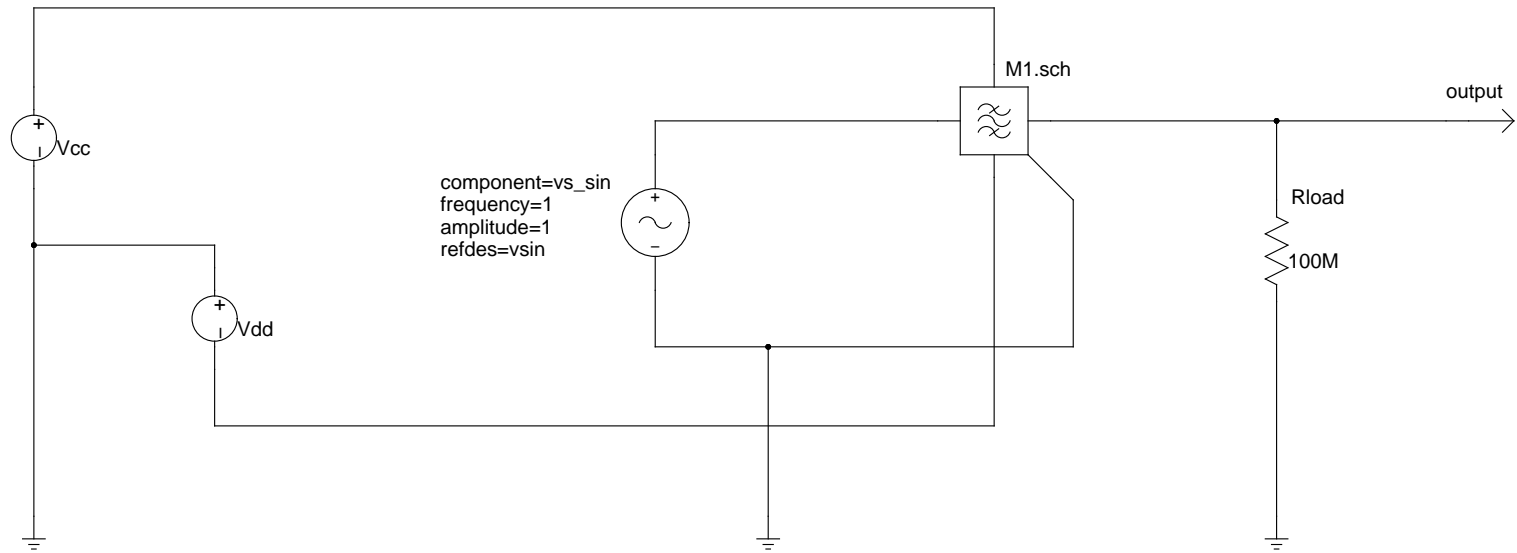 M1.sch
output
Vcc
component=vs_sin
frequency=1
amplitude=1
refdes=vsin
Rload
100M
Vdd